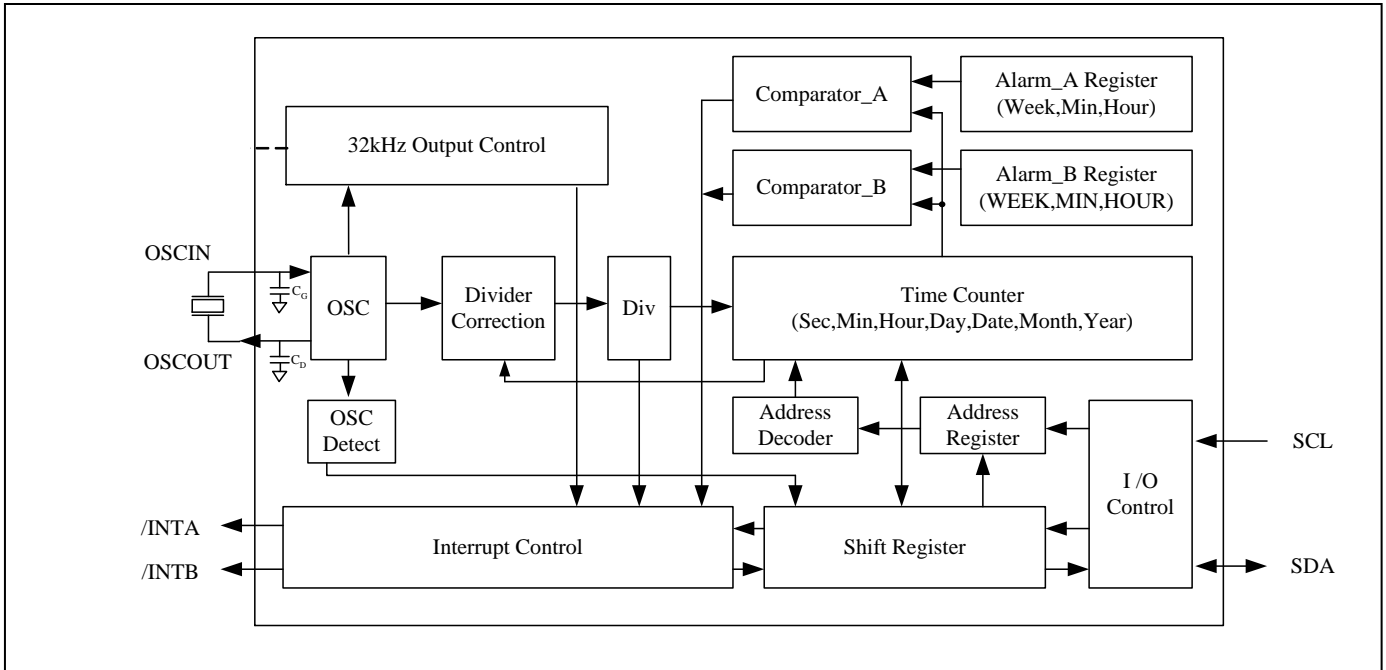 Comparator_A
Alarm_A Register
(Week,Min,Hour)
32kHz Output Control
Comparator_B
Alarm_B Register
(WEEK,MIN,HOUR)
OSCIN
CG
OSC
Divider
Correction
Div
Time Counter
(Sec,Min,Hour,Day,Date,Month,Year)
OSCOUT
CD
OSC
Detect
Address
Decoder
Address
Register
I /O
Control
SCL
/INTA
/INTB
Interrupt Control
Shift Register
SDA